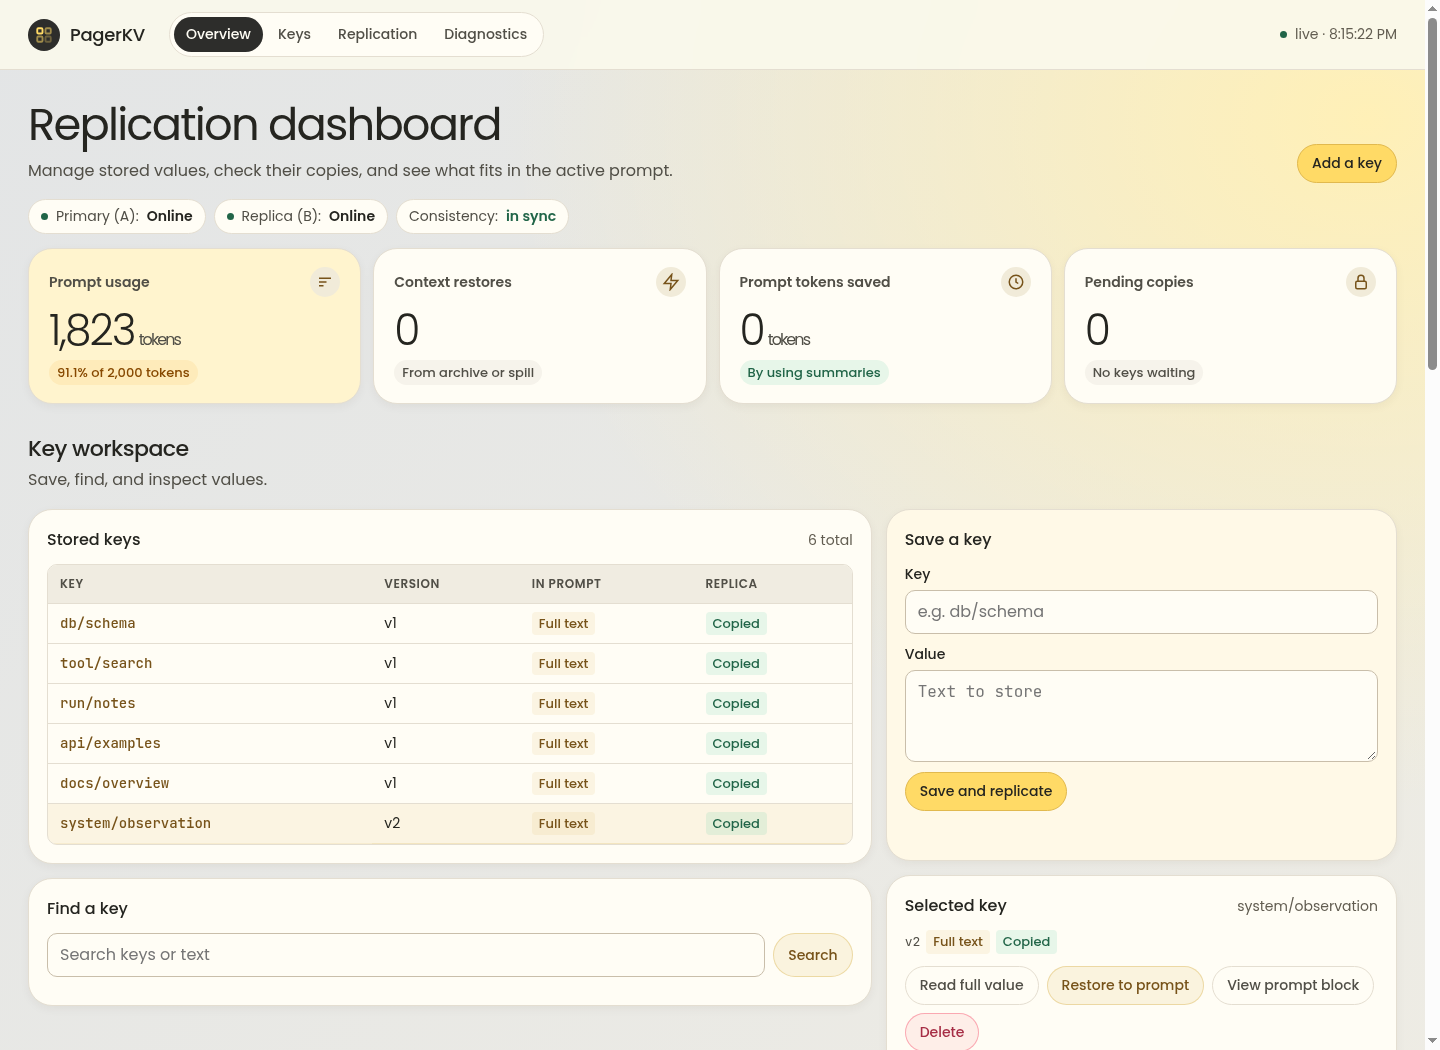 PagerKV
Overview Keys Replication Diagnostics
live · 8:15:22 PM
Replication dashboard
Manage stored values, check their copies, and see what fits in the active prompt.
Add a key
Primary (A): Online
Replica (B): Online
Consistency: in sync
Prompt usage
1,823 tokens
91.1% of 2,000 tokens
Context restores
0
From archive or spill
Prompt tokens saved
0 tokens
By using summaries
Pending copies
0
No keys waiting
Key workspace
Save, find, and inspect values.
Stored keys 6 total
KEY VERSION IN PROMPT REPLICA
db/schema v1 Full text Copied
tool/search v1 Full text Copied
run/notes v1 Full text Copied
api/examples v1 Full text Copied
docs/overview v1 Full text Copied
system/observation v2 Full text Copied
Find a key
Search keys or text Search
Save a key
Key
e.g. db/schema
Value
Text to store
Save and replicate
Selected key system/observation
v2 Full text Copied
Read full value Restore to prompt View prompt block
Delete